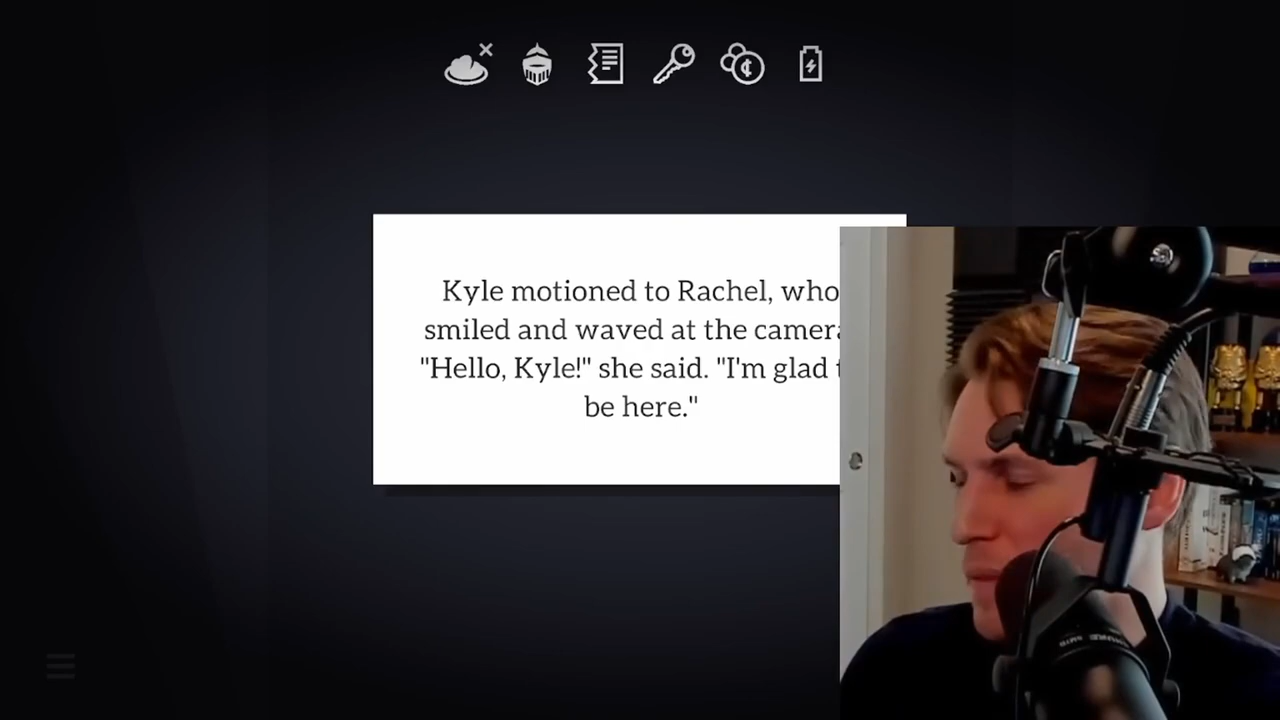 Kyle motioned to Rachel, who
smiled and waved at the camera
"Hello, Kyle!" she said. "I'm glad
be here."